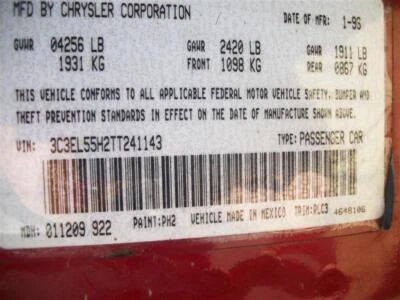 MFD BY CHRYSLER CORPORATION DATE OF MFR: 1-96
GVWR 04256 LB GAWR 2420 LB GAWR 1911 LB
1931 KG FRONT 1098 KG REAR 0867 KG
THIS VEHICLE CONFORMS TO ALL APPLICABLE FEDERAL MOTOR VEHICLE SAFETY, BUMPER AND
THEFT PREVENTION STANDARDS IN EFFECT ON THE DATE OF MANUFACTURE SHOWN ABOVE.
VIN: 3C3EL55H2TT241143 TYPE: PASSENGER CAR
MDH: 011209 922 PAINT: PH2 VEHICLE MADE IN MEXICO TRIM: PLC3 4648106